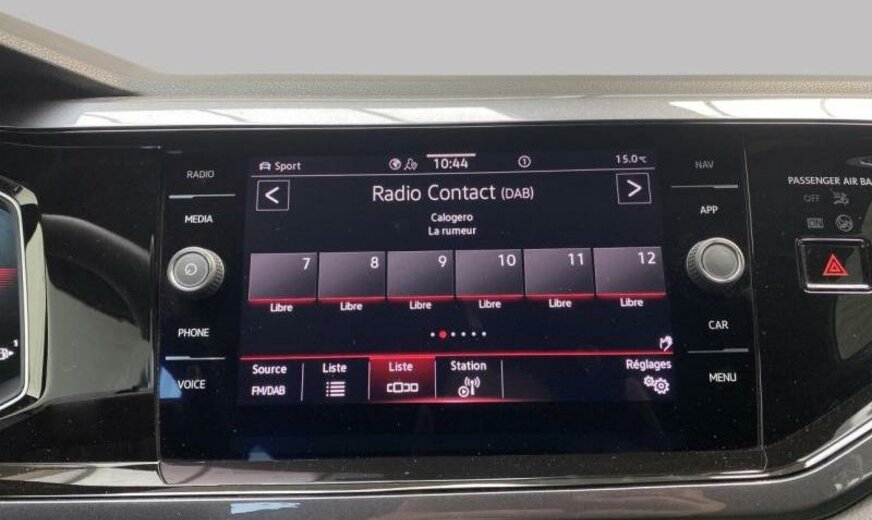 RADIO
MEDIA
PHONE
VOICE
Sport
10:44
15.0°C
Radio Contact (DAB)
Calogero
La rumeur
7 8 9 10 11 12
Libre Libre Libre Libre Libre Libre
Source Liste Liste Station Réglages
FM/DAB
NAV
APP
CAR
MENU
PASSENGER AIR BA
OFF